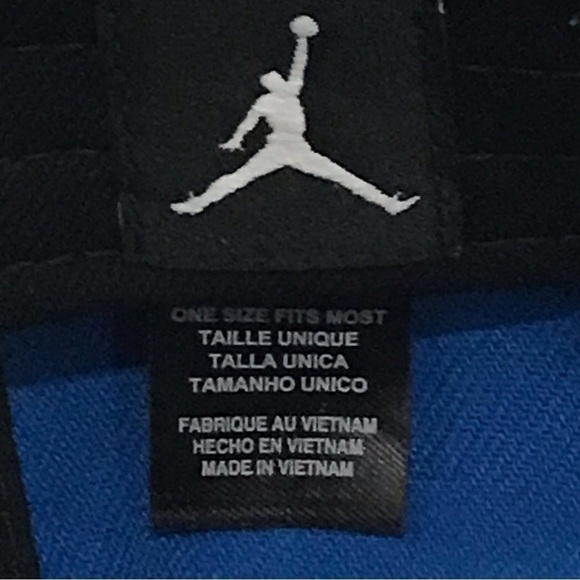 ONE SIZE FITS MOST
TAILLE UNIQUE
TALLA UNICA
TAMANHO UNICO
FABRIQUE AU VIETNAM
HECHO EN VIETNAM
MADE IN VIETNAM